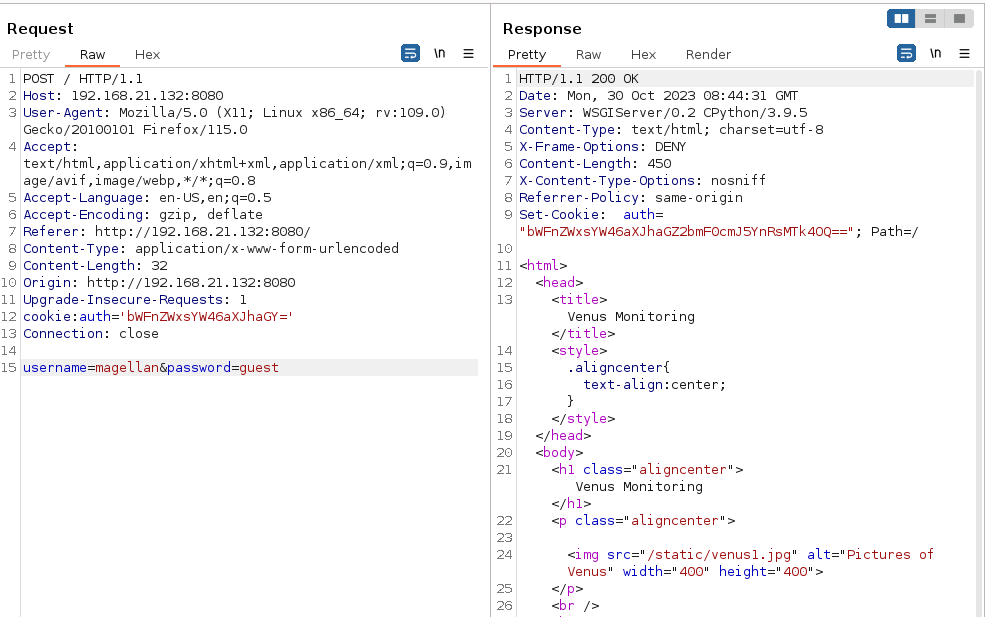 Request
Pretty Raw Hex \n
1 POST / HTTP/1.1
2 Host: 192.168.21.132:8080
3 User-Agent: Mozilla/5.0 (X11; Linux x86_64; rv:109.0)
Gecko/20100101 Firefox/115.0
4 Accept:
text/html,application/xhtml+xml,application/xml;q=0.9,im
age/avif,image/webp,*/*;q=0.8
5 Accept-Language: en-US,en;q=0.5
6 Accept-Encoding: gzip, deflate
7 Referer: http://192.168.21.132:8080/
8 Content-Type: application/x-www-form-urlencoded
9 Content-Length: 32
10 Origin: http://192.168.21.132:8080
11 Upgrade-Insecure-Requests: 1
12 cookie:auth='bWFnZWxsYW46aXJhaGY='
13 Connection: close
14
15 username=magellan&password=guest
Response
Pretty Raw Hex Render \n
1 HTTP/1.1 200 OK
2 Date: Mon, 30 Oct 2023 08:44:31 GMT
3 Server: WSGIServer/0.2 CPython/3.9.5
4 Content-Type: text/html; charset=utf-8
5 X-Frame-Options: DENY
6 Content-Length: 450
7 X-Content-Type-Options: nosniff
8 Referrer-Policy: same-origin
9 Set-Cookie:  auth=
"bWFnZWxsYW46aXJhaGZ2bmF0cmJ5YnRsMTk4OQ=="; Path=/
10
11 <html>
12 <head>
13 <title>
Venus Monitoring
</title>
14 <style>
15 .aligncenter{
16 text-align:center;
17 }
18 </style>
19 </head>
20 <body>
21 <h1 class="aligncenter">
Venus Monitoring
</h1>
22 <p class="aligncenter">
23
24 <img src="/static/venus1.jpg" alt="Pictures of
Venus" width="400" height="400">
25 </p>
26 <br />